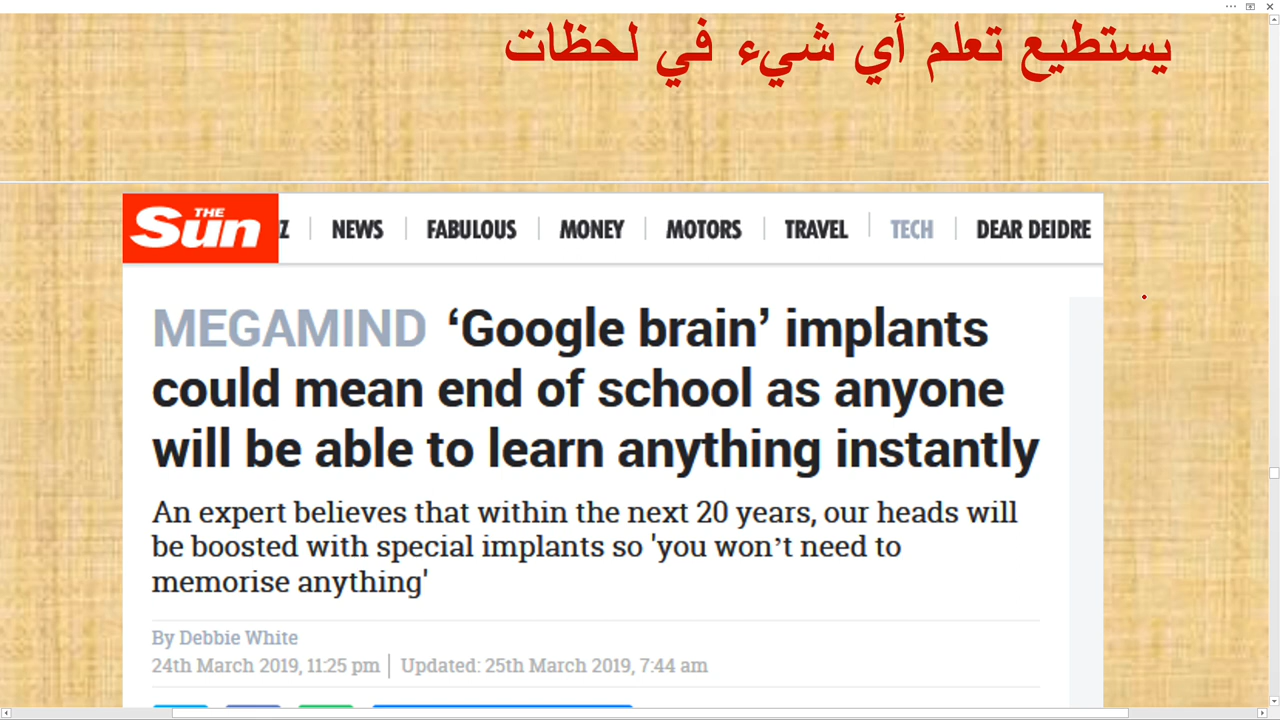 يستطيع تعلم أي شيء في لحظات
THE Sun Z NEWS FABULOUS MONEY MOTORS TRAVEL TECH DEAR DEIDRE
MEGAMIND ‘Google brain’ implants
could mean end of school as anyone
will be able to learn anything instantly
An expert believes that within the next 20 years, our heads will
be boosted with special implants so 'you won’t need to
memorise anything'
By Debbie White
24th March 2019, 11:25 pm | Updated: 25th March 2019, 7:44 am